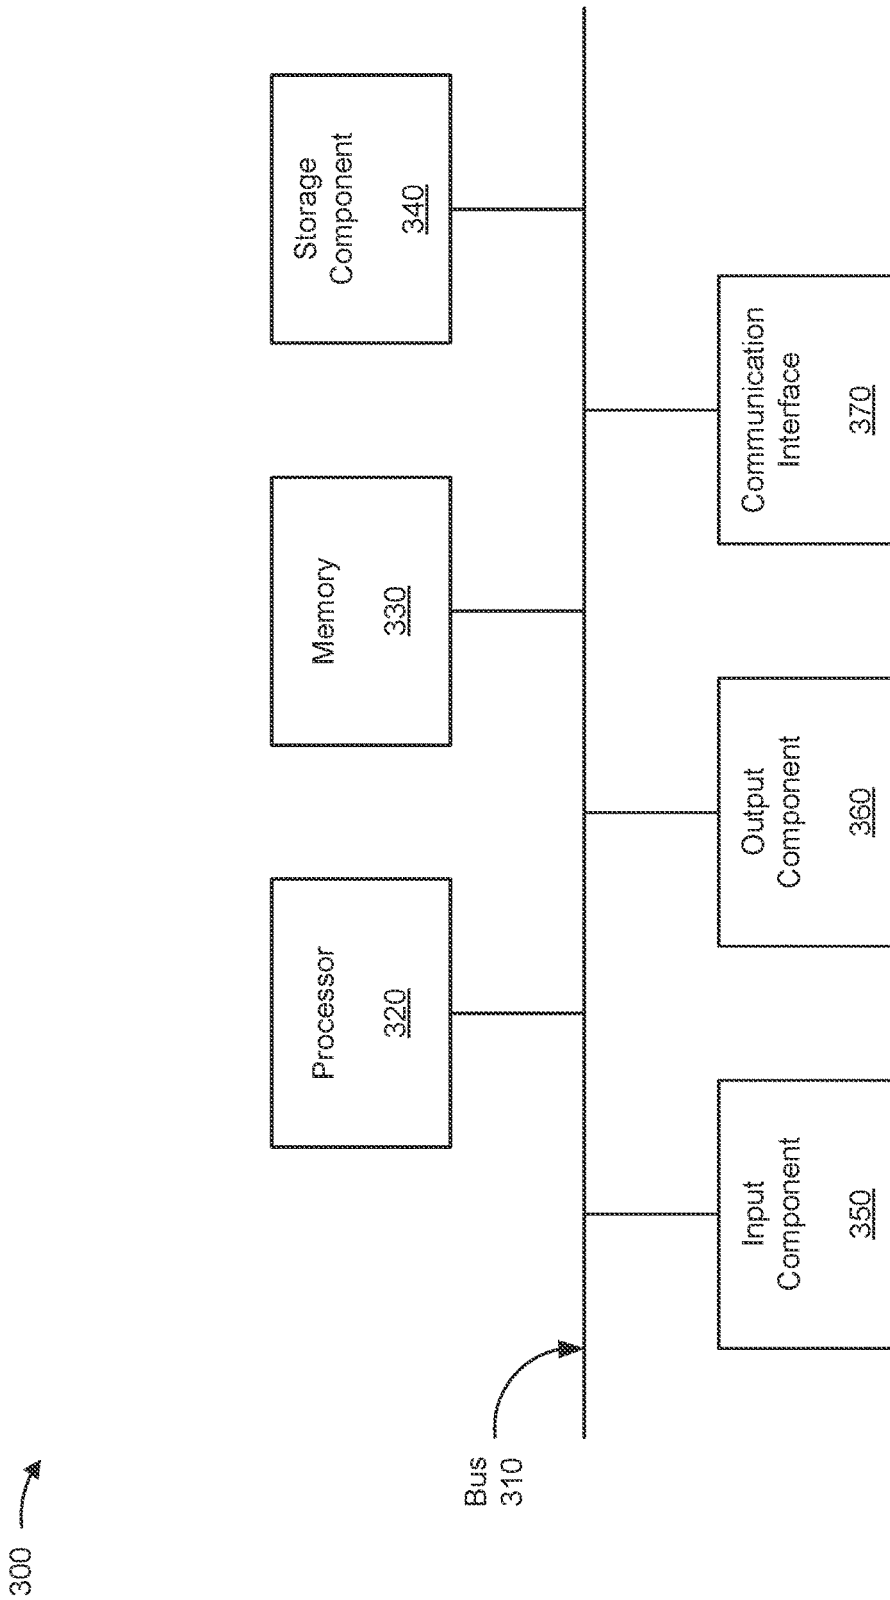 300
Processor
320
Memory
330
Storage
Component
340
Bus
310
Input
Component
350
Output
Component
360
Communication
Interface
370